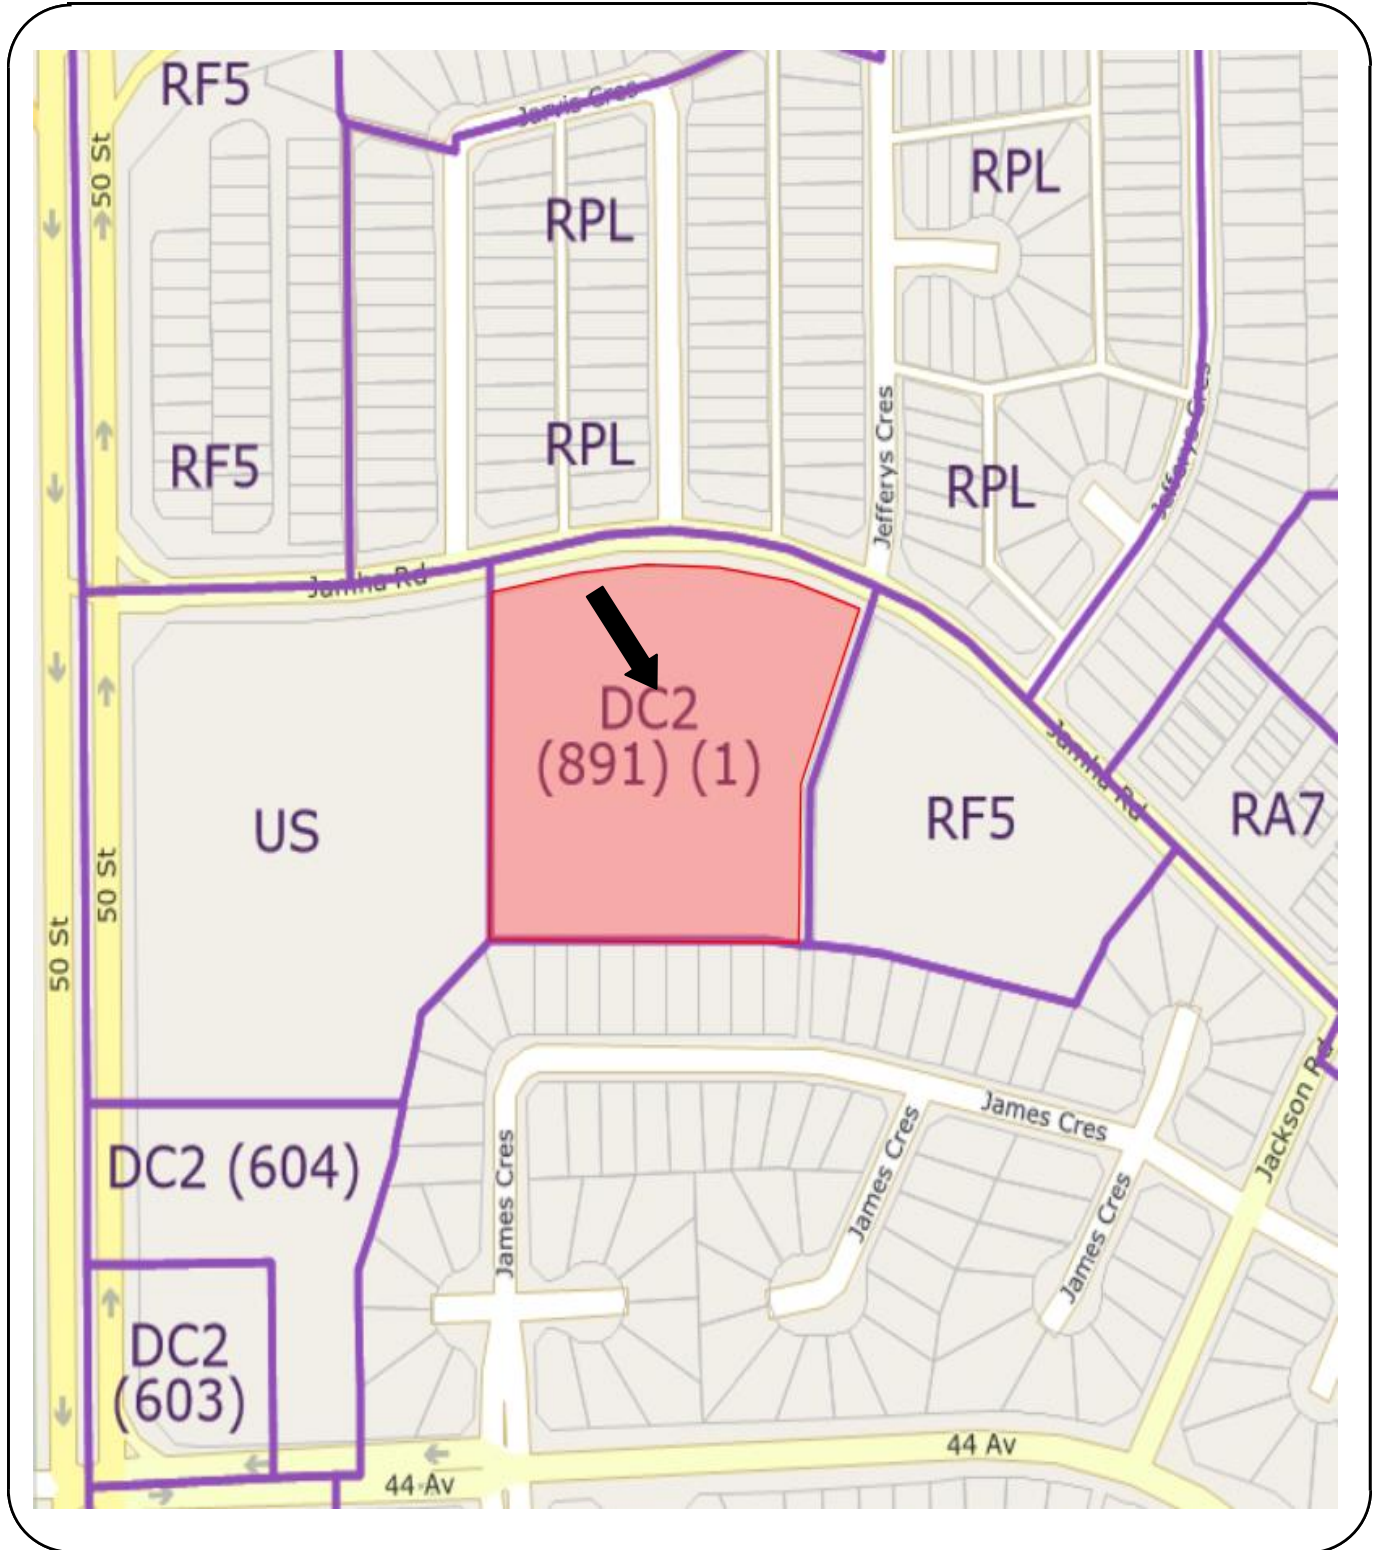 RF5
50 St
Jarvis Cres
RPL
RPL
RF5
RPL
Jefferys Cres
RPL
Jefferys Cres
Jamha Rd
DC2
(891) (1)
US
RF5
Jamha Rd
RA7
50 St
50 St
James Cres
Jackson Rd
DC2 (604)
James Cres
James Cres
James Cres
DC2
(603)
44 Av
44 Av